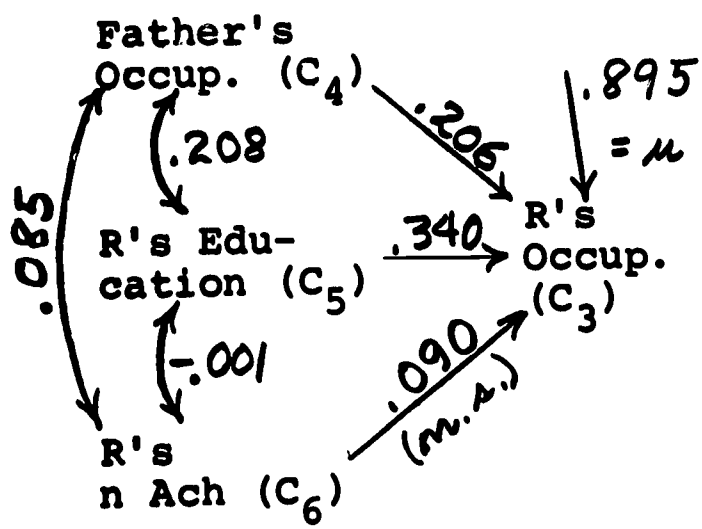 Father's
Occup. (C4)
.895
= u
.206
.208
.085
R's Edu-
cation (C5)
.340
R's
Occup.
(C3)
-.001
.090
(n.s.)
R's
n Ach (C6)